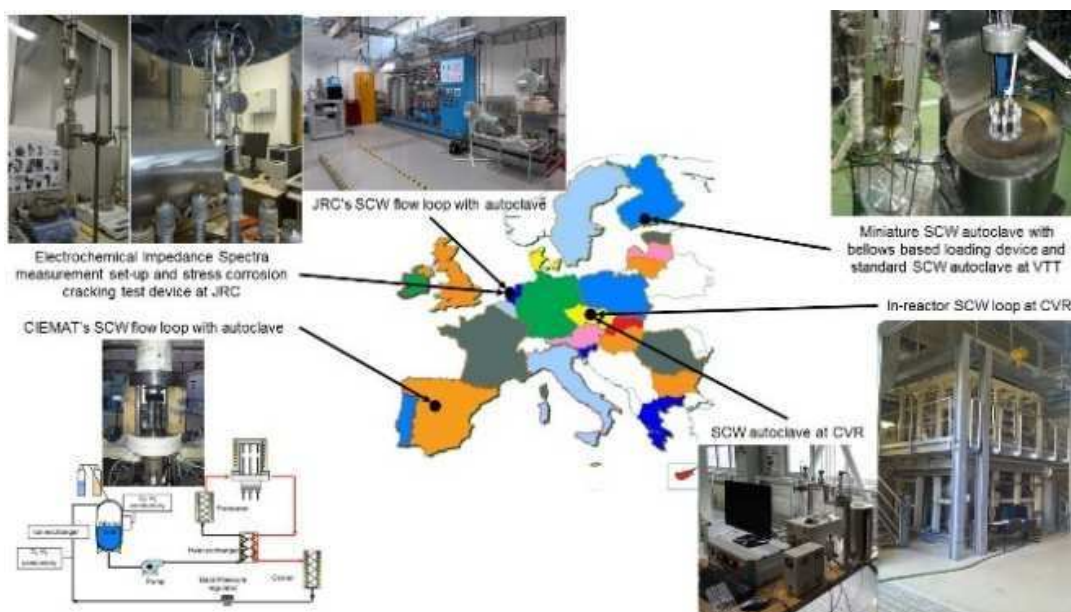 JRC's SCW flow loop with autoclave
Electrochemical Impedance Spectra
measurement set-up and stress corrosion
cracking test device at JRC
Miniature SCW autoclave with
bellows based loading device and
standard SCW autoclave at VTT
In-reactor SCW loop at CVR
CIEMAT's SCW flow loop with autoclave
SCW autoclave at CVR
conductivity
Heat exchanger
Pump
Cooler
Back Pressure
regulator
conductivity